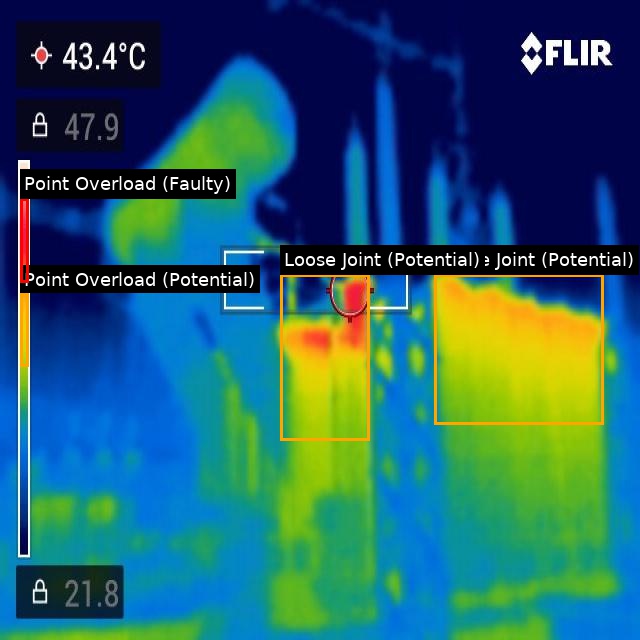 43.4°C
FLIR
47.9
Point Overload (Faulty)
Loose Joint (Potential)
Joint (Potential)
Point Overload (Potential)
21.8